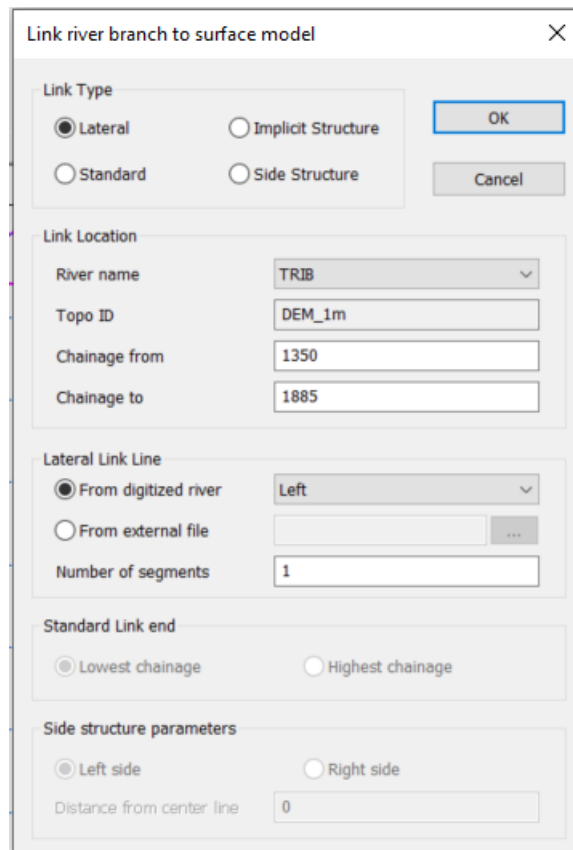 Link river branch to surface model
Link Type
Lateral
Implicit Structure
OK
Standard
Side Structure
Cancel
Link Location
River name
TRIB
Topo ID
DEM_1m
Chainage from
1350
Chainage to
1885
Lateral Link Line
From digitized river
Left
From external file
...
Number of segments
1
Standard Link end
Lowest chainage
Highest chainage
Side structure parameters
Left side
Right side
Distance from center line
0